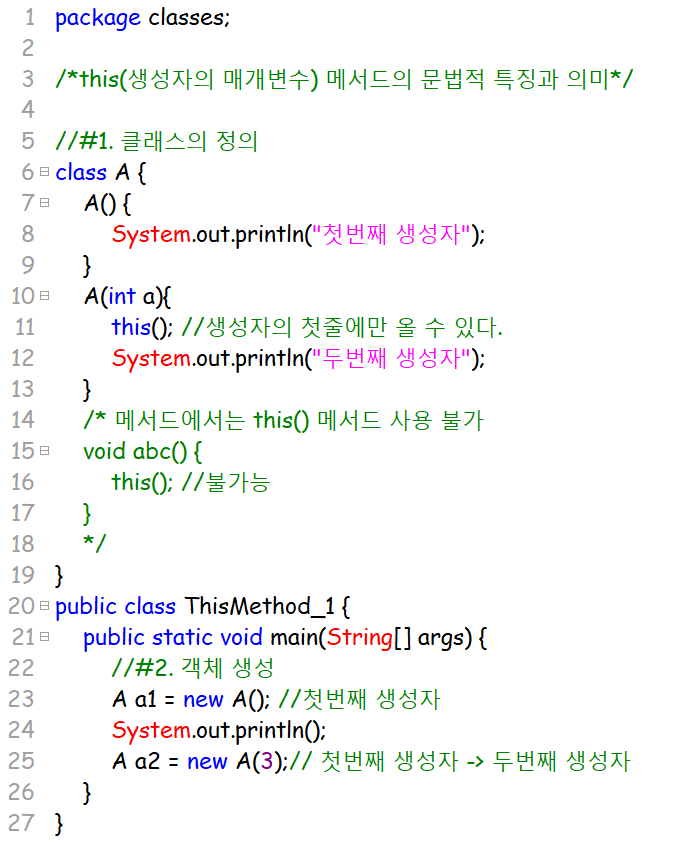 1 package classes;
2
3 /*this(생성자의 매개변수) 메서드의 문법적 특징과 의미*/
4
5 //#1. 클래스의 정의
6 class A {
7 A() {
8 System.out.println("첫번째 생성자");
9 }
10 A(int a){
11 this(); //생성자의 첫줄에만 올 수 있다.
12 System.out.println("두번째 생성자");
13 }
14 /* 메서드에서는 this() 메서드 사용 불가
15 void abc() {
16 this(); //불가능
17 }
18 */
19 }
20 public class ThisMethod_1 {
21 public static void main(String[] args) {
22 //#2. 객체 생성
23 A a1 = new A(); //첫번째 생성자
24 System.out.println();
25 A a2 = new A(3);// 첫번째 생성자 -> 두번째 생성자
26 }
27 }